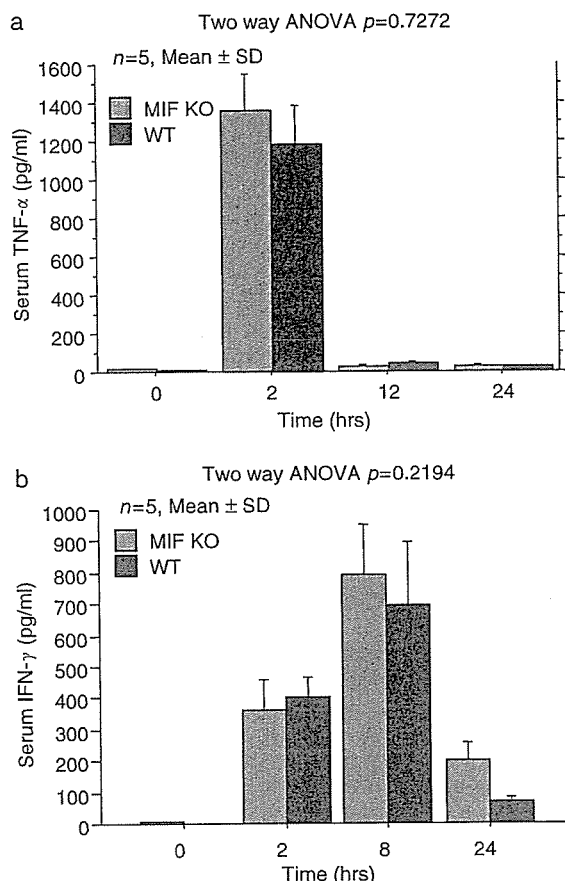 a
Two way ANOVA p=0.7272
n=5, Mean ± SD
MIF KO
WT
Serum TNF-α (pg/ml)
1600
1400
1200
1000
800
600
400
200
0
0 2 12 24
Time (hrs)
b
Two way ANOVA p=0.2194
n=5, Mean ± SD
MIF KO
WT
Serum IFN-γ (pg/ml)
1000
900
800
700
600
500
400
300
200
100
0
0 2 8 24
Time (hrs)